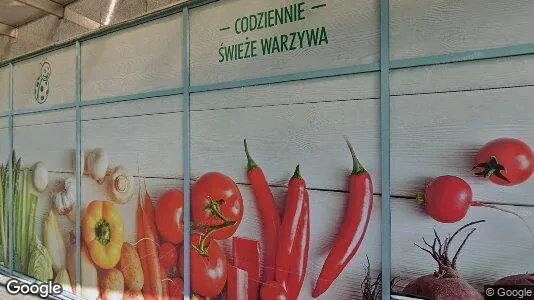 — CODZIENNIE —
ŚWIEŻE WARZYWA
Google
© Google